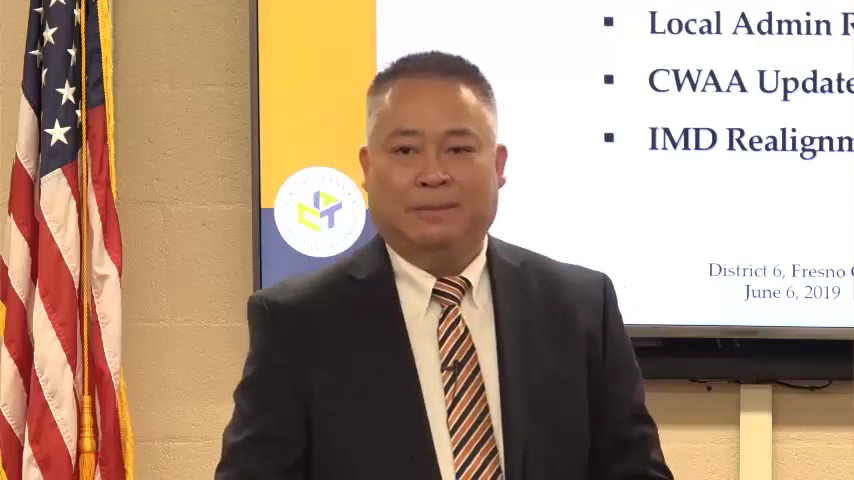 ▪ Local Admin R
▪ CWAA Update
▪ IMD Realignm
District 6, Fresno C
June 6, 2019